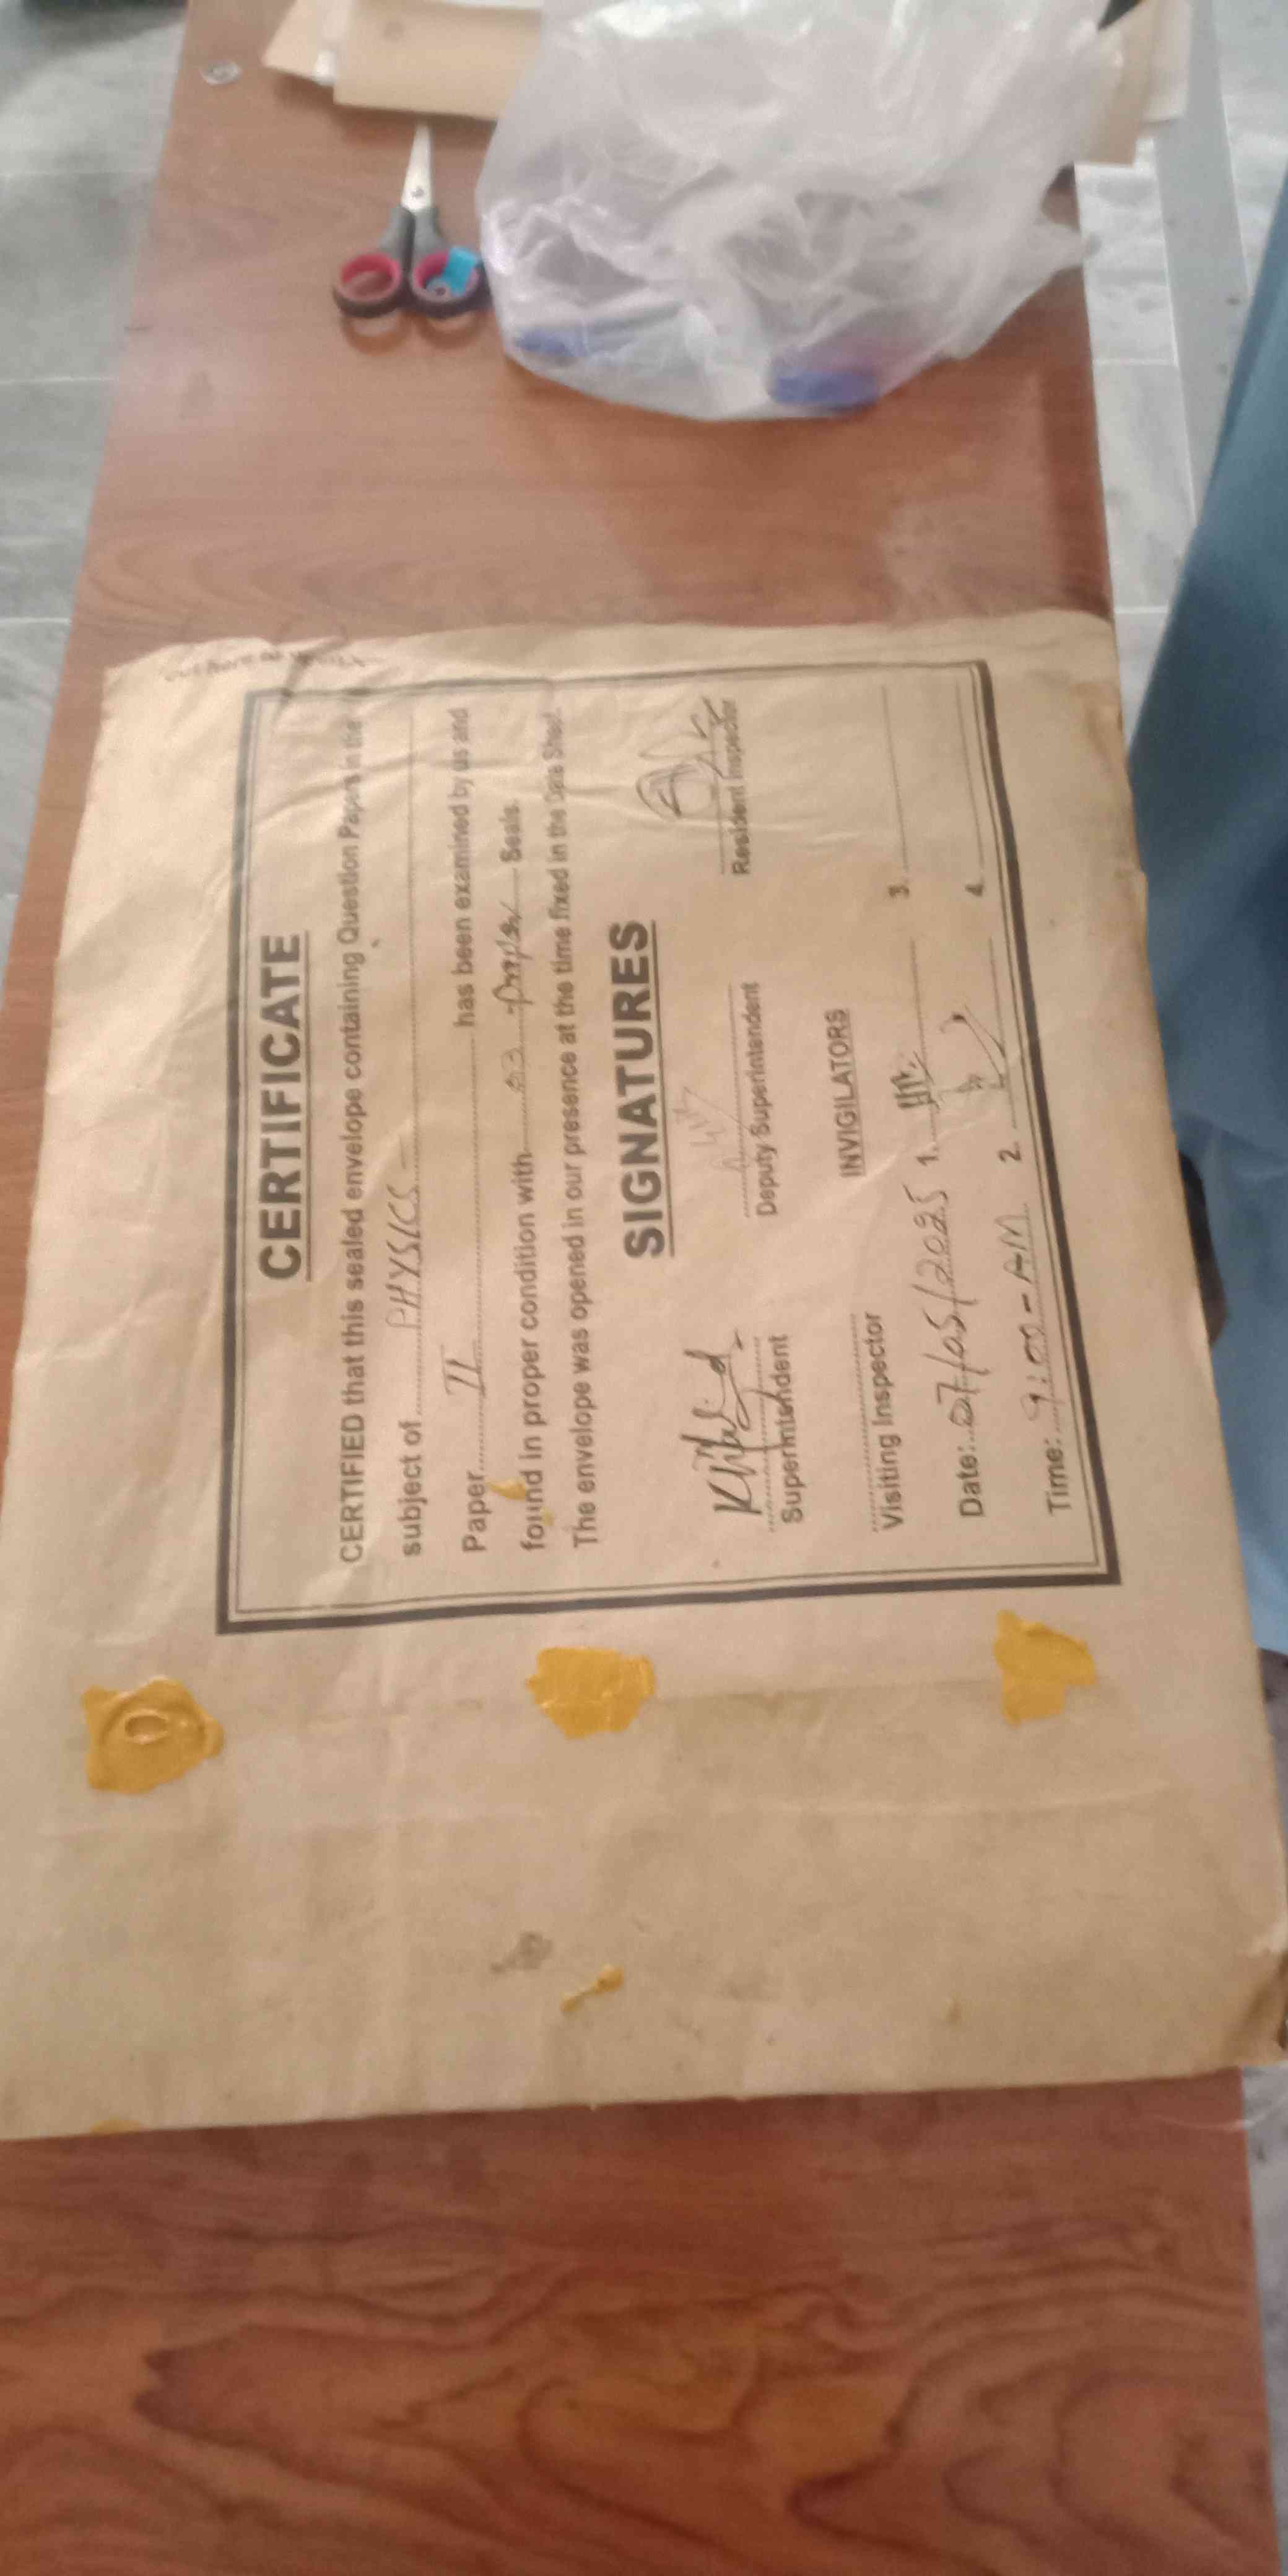 CERTIFICATE
CERTIFIED that this sealed envelope containing Question Papers in the
subject of PHYSICS
Paper II has been examined by us and
found in proper condition with 03 proper Seals.
The envelope was opened in our presence at the time fixed in the Date Sheet.
SIGNATURES
Khalid
Superintendent Deputy Superintendent Resident Inspector
INVIGILATORS
Visiting Inspector
Date: 07/05/2025 1. 3.
Time: 9:00-AM 2. 4.